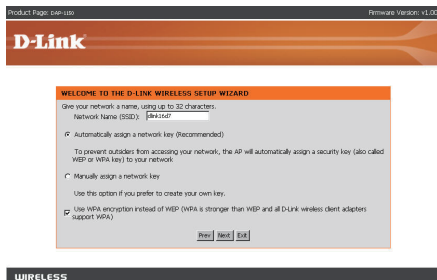 Product Page: DAP-1150 Firmware Version: v1.00
D-Link
WELCOME TO THE D-LINK WIRELESS SETUP WIZARD
Give your network a name, using up to 32 characters.
Network Name (SSID): dlink16d7
Automatically assign a network key (Recommended)
To prevent outsiders from accessing your network, the AP will automatically assign a security key (also called
WEP or WPA key) to your network
Manually assign a network key
Use this option if you prefer to create your own key.
Use WPA encryption instead of WEP (WPA is stronger than WEP and all D-Link wireless client adapters
support WPA)
Prev Next Exit
WIRELESS